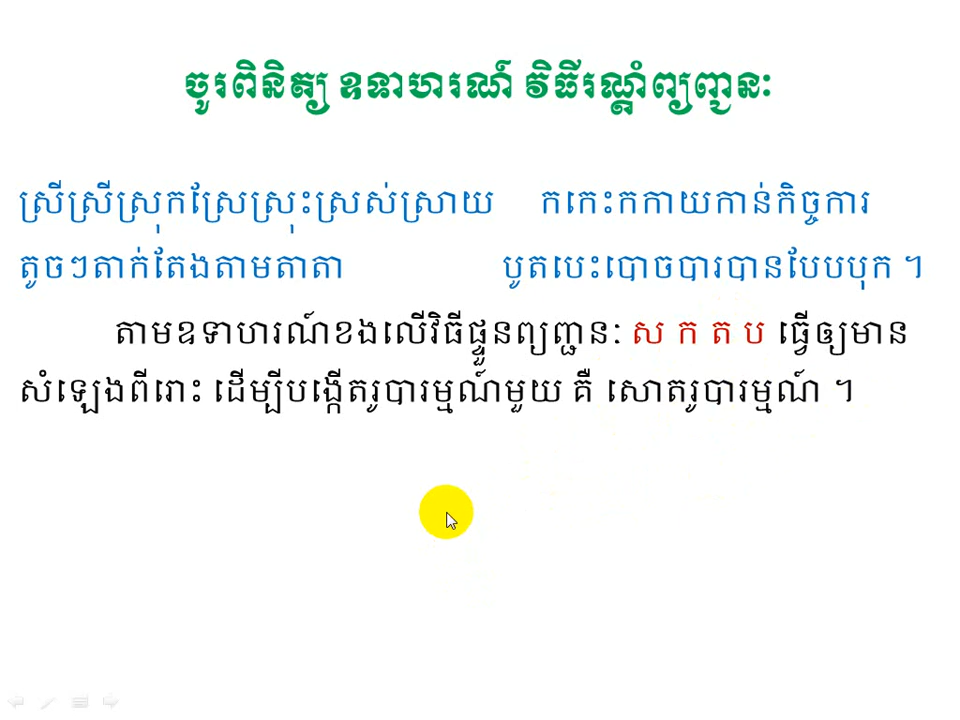 ចូរពិនិត្យ ឧទាហរណ៍ វិធីរណ្ដំព្យញ្ជនៈ
ស្រីស្រីស្រុកស្រែស្រុះស្រស់ស្រាយ កកេះកកាយកាន់កិច្ចការ
តូចៗតាក់តែងតាមតាតា បូតបេះបោចបារបានបែបបុក ។
តាមឧទាហរណ៍ខងលើវិធីផ្ទួនព្យញ្ជនៈ ស ក ត ប ធ្វើឲ្យមាន
សំឡេងពីរោះ ដើម្បីបង្កើតរូបារម្មណ៍មួយ គឺ សោតរូបារម្មណ៍ ។